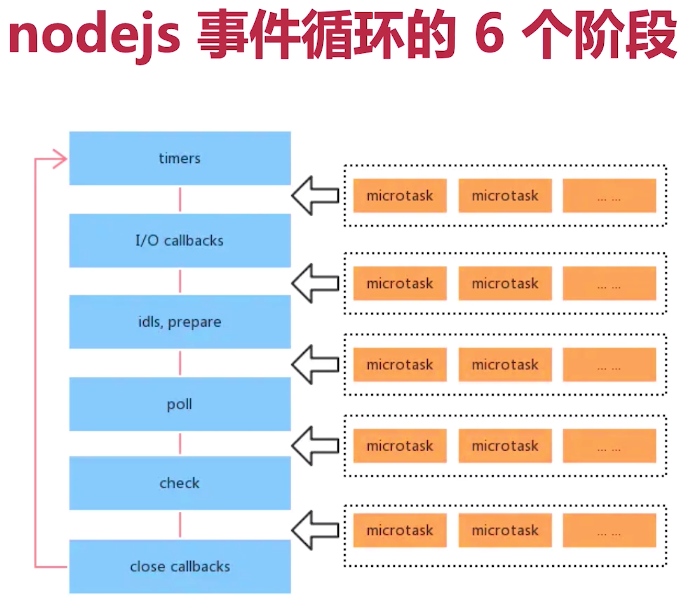 nodejs 事件循环的 6 个阶段
timers
microtask microtask ... ...
I/O callbacks
microtask microtask ... ...
idls, prepare
microtask microtask ... ...
poll
microtask microtask ... ...
check
microtask microtask ... ...
close callbacks